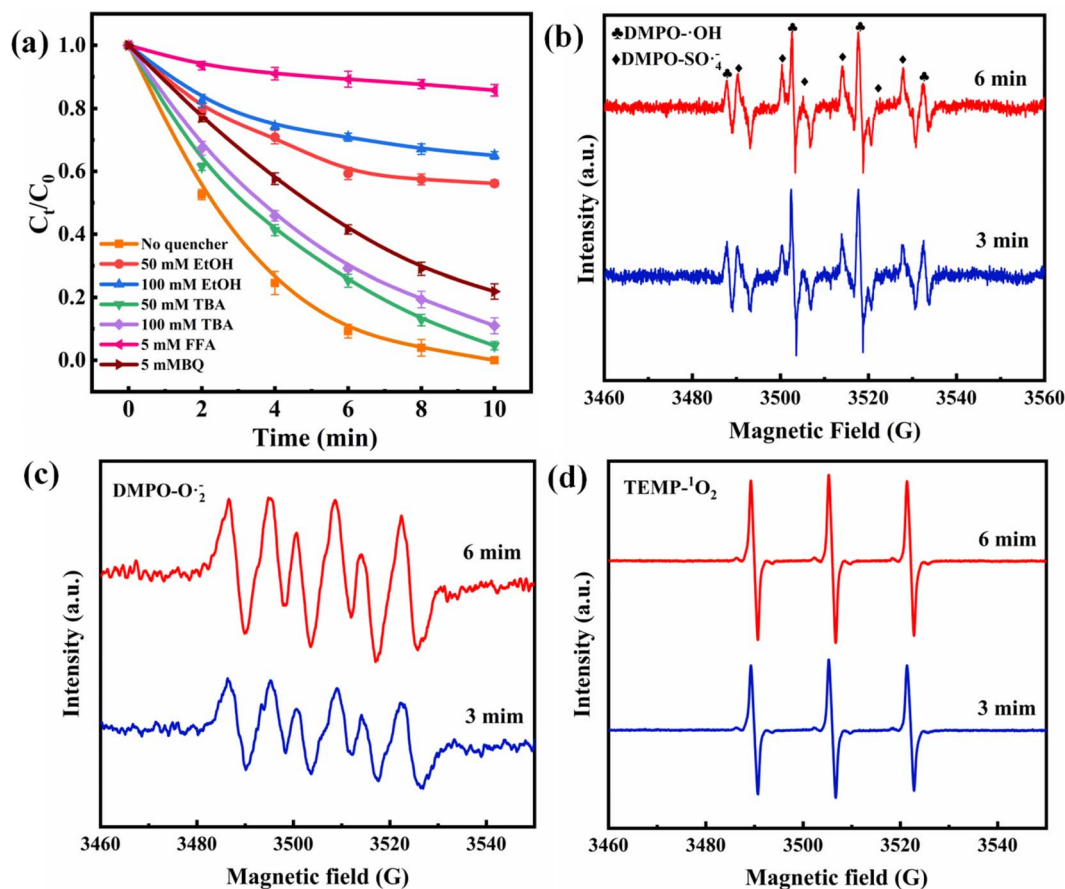 (a)
1.0
0.8
0.6
0.4
0.2
0.0
Ct/C0
No quencher
50 mM EtOH
100 mM EtOH
50 mM TBA
100 mM TBA
5 mM FFA
5 mMBQ
0 2 4 6 8 10
Time (min)
(b)
♣DMPO-·OH
♦DMPO-SO·4-
6 min
3 min
Intensity (a.u.)
3460 3480 3500 3520 3540 3560
Magnetic Field (G)
(c)
DMPO-O·2-
6 mim
3 mim
Intensity (a.u.)
3460 3480 3500 3520 3540
Magnetic field (G)
(d)
TEMP-1O2
6 mim
3 mim
Intensity (a.u.)
3460 3480 3500 3520 3540
Magnetic field (G)